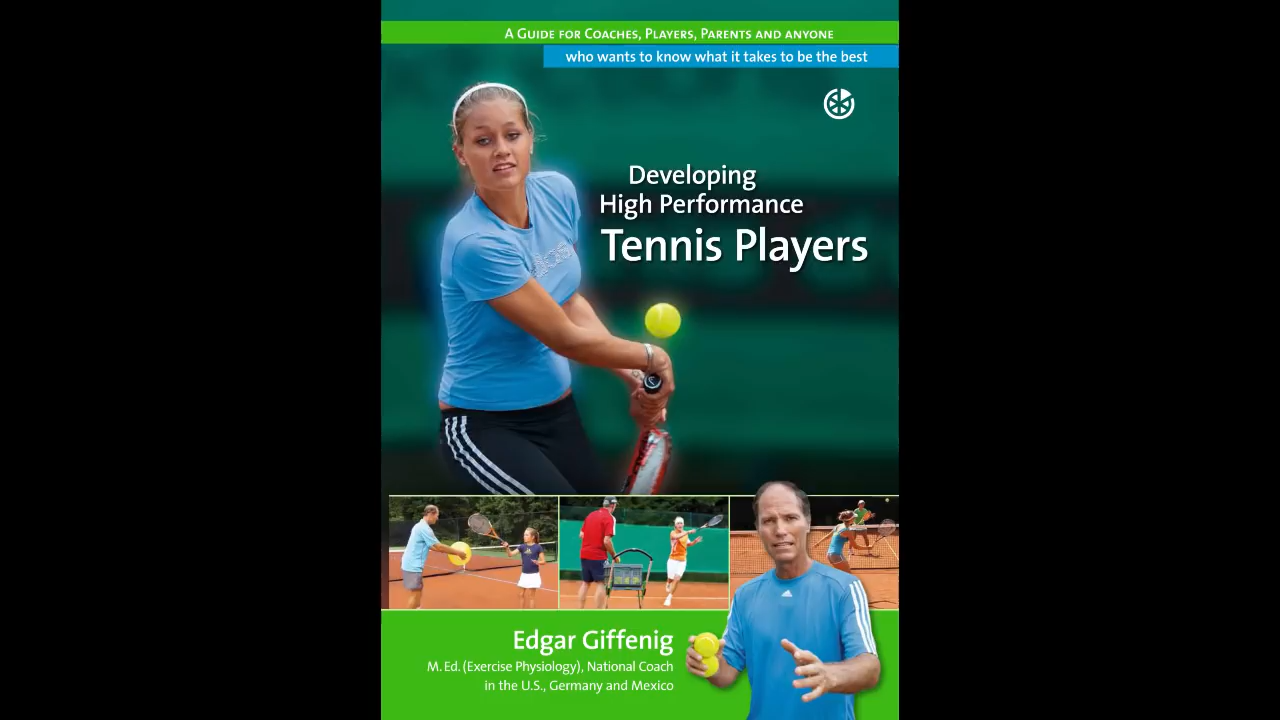 A Guide for Coaches, Players, Parents and anyone
who wants to know what it takes to be the best
Developing
High Performance
Tennis Players
Edgar Giffenig
M. Ed. (Exercise Physiology), National Coach
in the U.S., Germany and Mexico